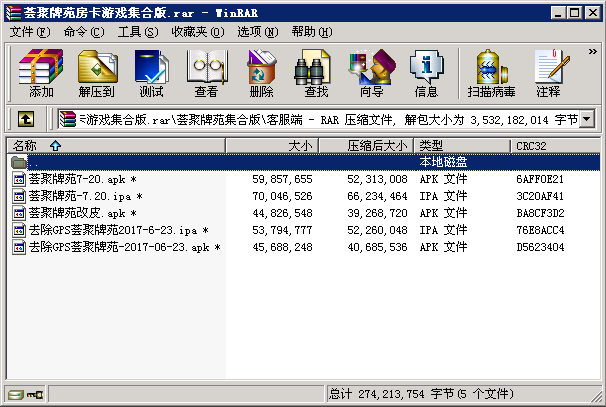 荟聚牌苑房卡游戏集合版.rar - WinRAR
文件(F) 命令(C) 工具(S) 收藏夹(O) 选项(N) 帮助(H)
添加 解压到 测试 查看 删除 查找 向导 信息 扫描病毒 注释 »
游戏集合版.rar\荟聚牌苑集合版\客服端 - RAR 压缩文件, 解包大小为 3,532,182,014 字节
名称 大小 压缩后大小 类型 CRC32
.. 本地磁盘
荟聚牌苑7-20.apk * 59,857,655 52,313,008 APK 文件 6AFF0E21
荟聚牌苑-7.20.ipa * 70,046,526 66,234,464 IPA 文件 3C20AF41
荟聚牌苑改皮.apk * 44,826,548 39,268,720 APK 文件 BA8CF3D2
去除GPS荟聚牌苑2017-6-23.ipa * 53,794,777 52,260,048 IPA 文件 76E8ACC4
去除GPS荟聚牌苑-2017-06-23.apk * 45,688,248 40,685,536 APK 文件 D5623404
总计 274,213,754 字节(5 个文件)